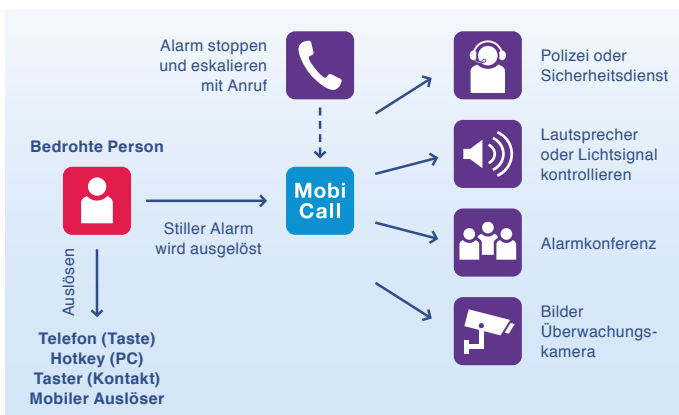 Alarm stoppen
und eskalieren
mit Anruf
Polizei oder
Sicherheitsdienst
Bedrohte Person
Mobi
Call
Lautsprecher
oder Lichtsignal
kontrollieren
Stiller Alarm
wird ausgelöst
Alarmkonferenz
Auslösen
Telefon (Taste)
Hotkey (PC)
Taster (Kontakt)
Mobiler Auslöser
Bilder
Überwachungs-
kamera